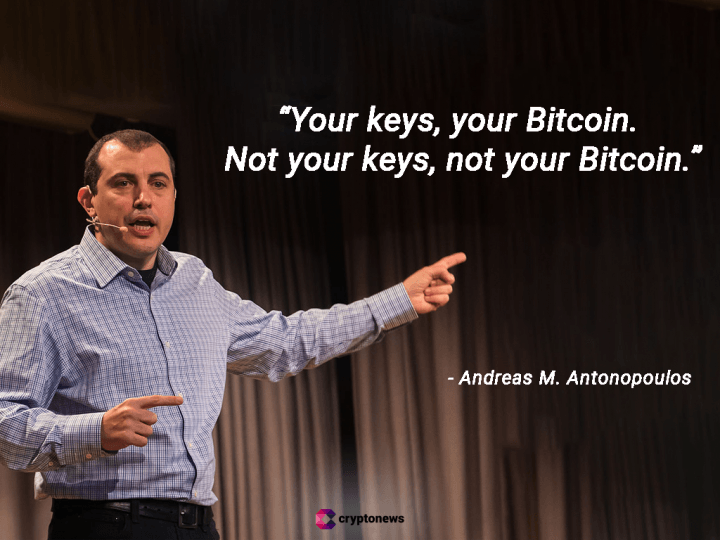 “Your keys, your Bitcoin.
Not your keys, not your Bitcoin.”
- Andreas M. Antonopoulos
cryptonews